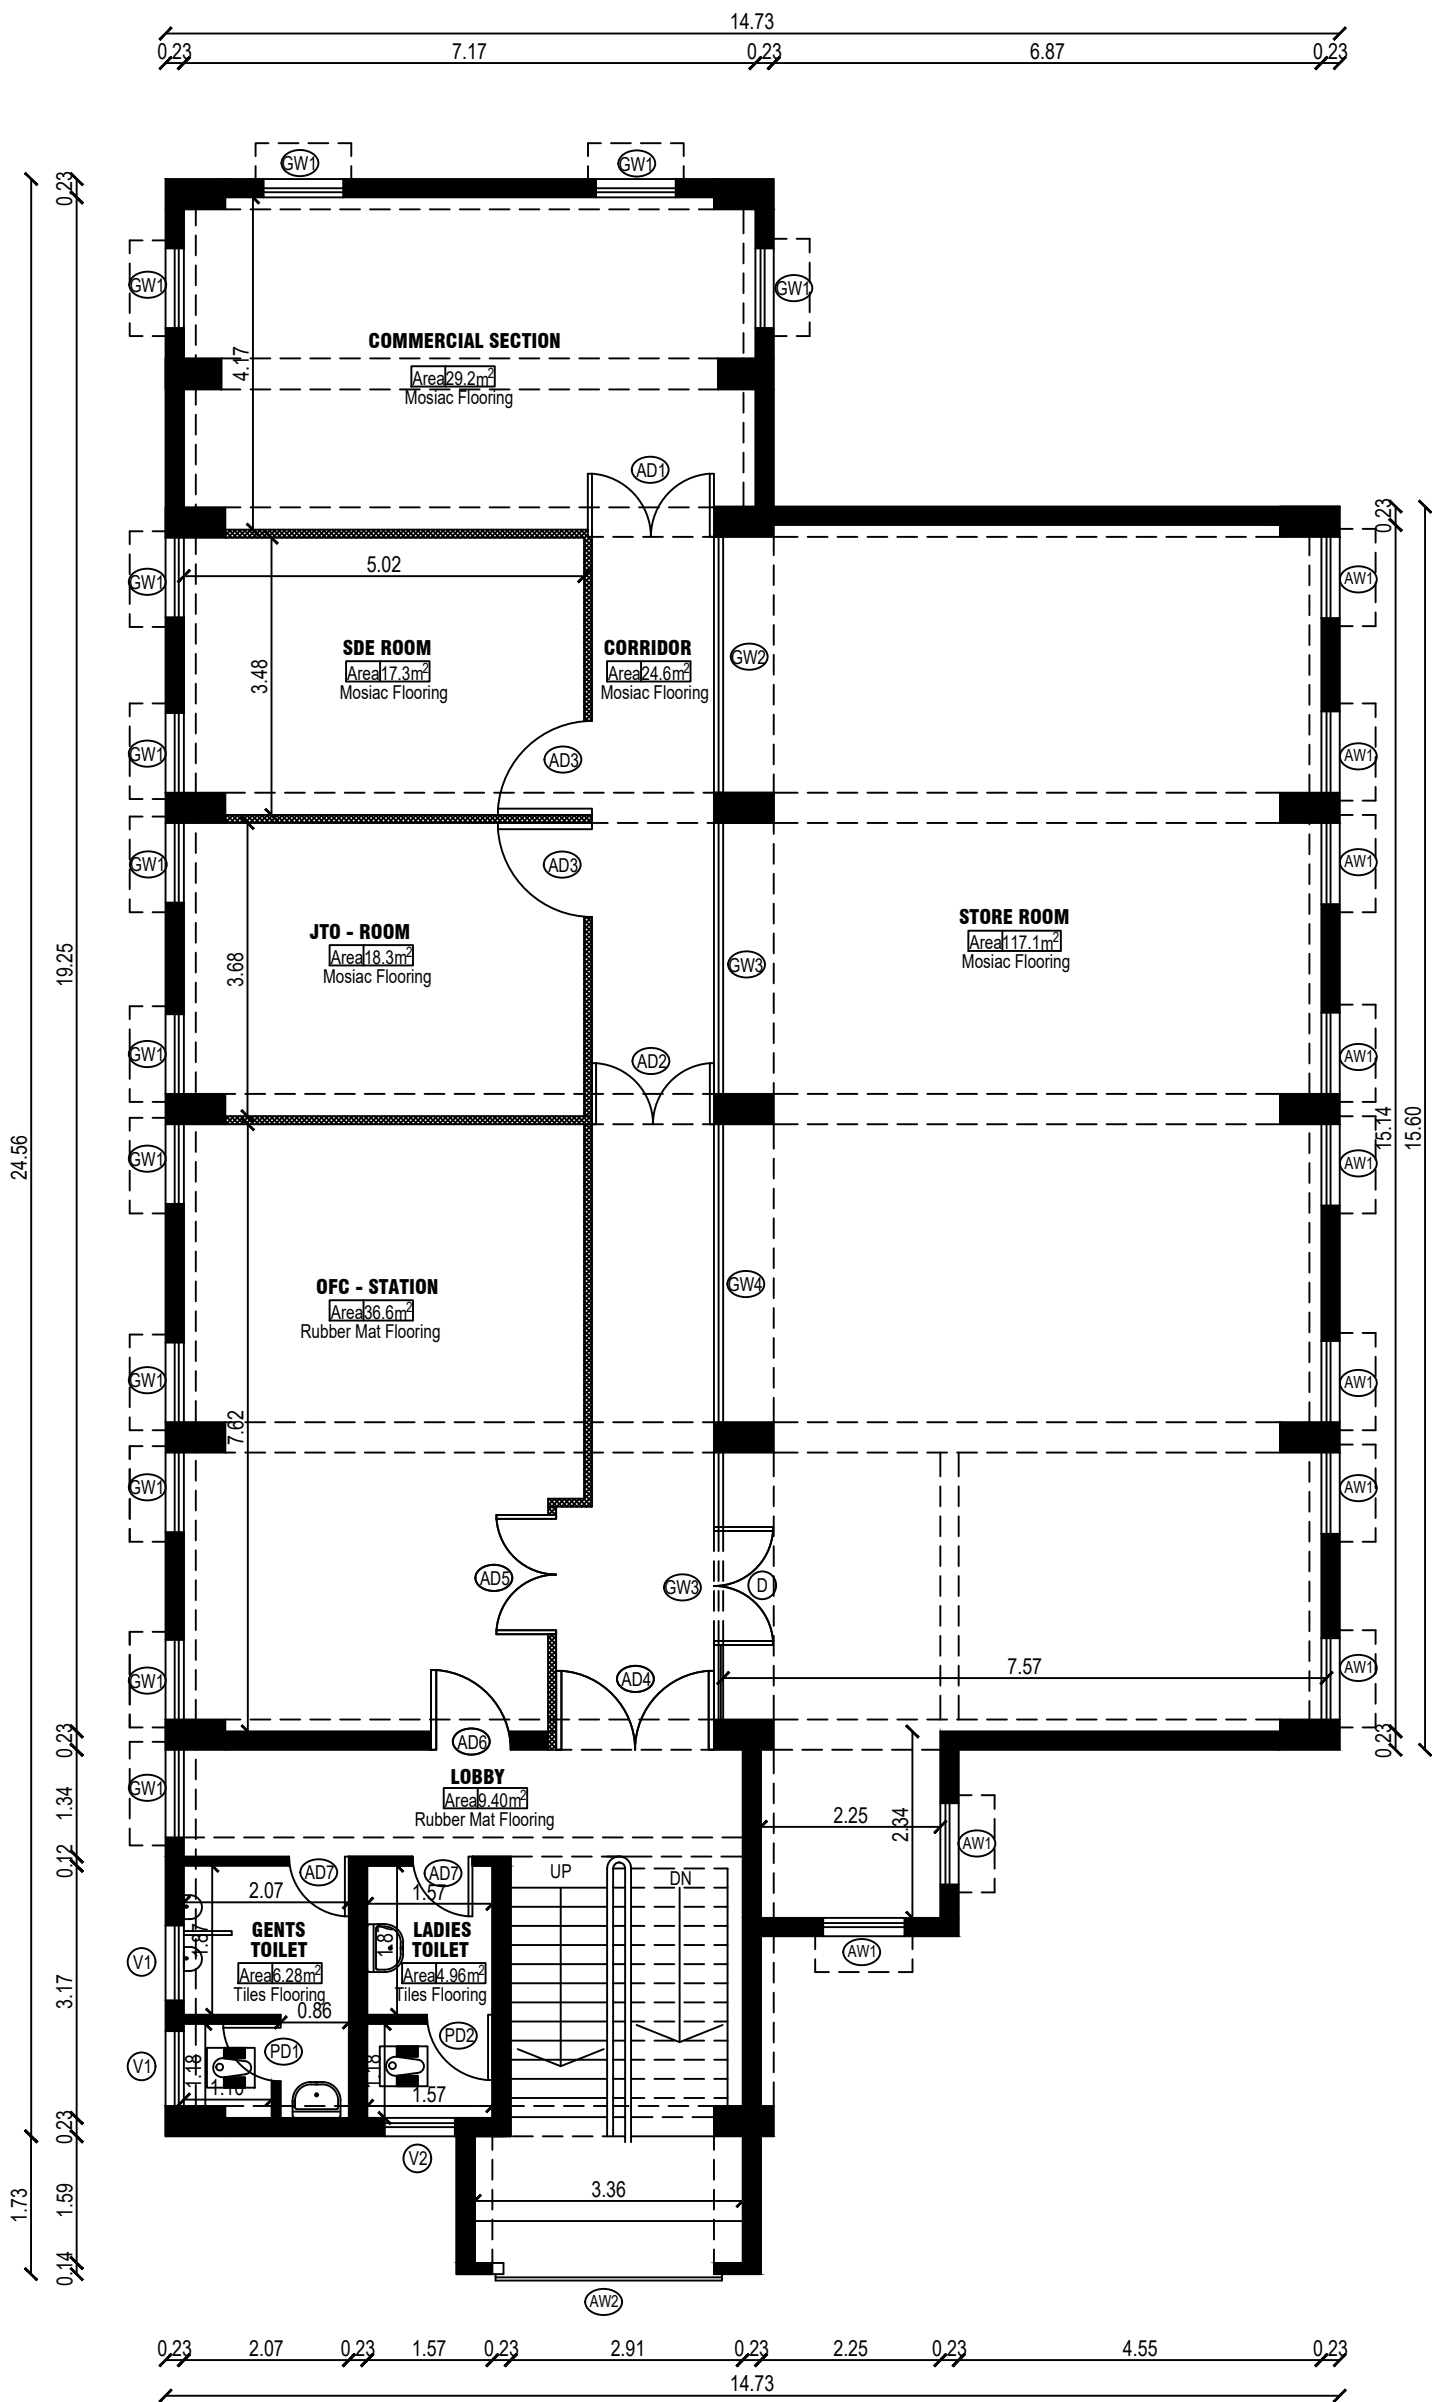 14.73
0.23 7.17 0.23 6.87 0.23
GW1 GW1
0.23
GW1 GW1
COMMERCIAL SECTION
4.17
Area 29.2m2
Mosiac Flooring
AD1
0.23
5.02
GW1 AW1
SDE ROOM CORRIDOR
GW2
Area 17.3m2 Area 24.6m2
3.48
Mosiac Flooring Mosiac Flooring
GW1 AD3 AW1
GW1 AD3 AW1
STORE ROOM
JTO - ROOM
Area 117.1m2
Area 18.3m2
Mosiac Flooring
19.25 3.68 GW3
Mosiac Flooring
GW1 AD2 AW1
24.56 15.14 15.60
GW1 AW1
OFC - STATION
GW4
Area 36.6m2
Rubber Mat Flooring
GW1 AW1
7.62
GW1 AW1
AD5 GW3 D
7.57
GW1 AD4 AW1
0.23 AD6 0.23
LOBBY
GW1 Area 9.40m2
1.34 Rubber Mat Flooring
2.25 2.34 AW1
0.12
AD7 AD7 UP DN
2.07 1.57
GENTS LADIES
TOILET TOILET
1.87 1.87
V1 AW1
Area 6.28m2 Area 4.96m2
Tiles Flooring Tiles Flooring
3.17
0.86
PD1 PD2
V1 1.18 1.18
1.10 1.57
0.23
V2
3.36
1.73 1.59
0.14
AW2
0.23 2.07 0.23 1.57 0.23 2.91 0.23 2.25 0.23 4.55 0.23
14.73